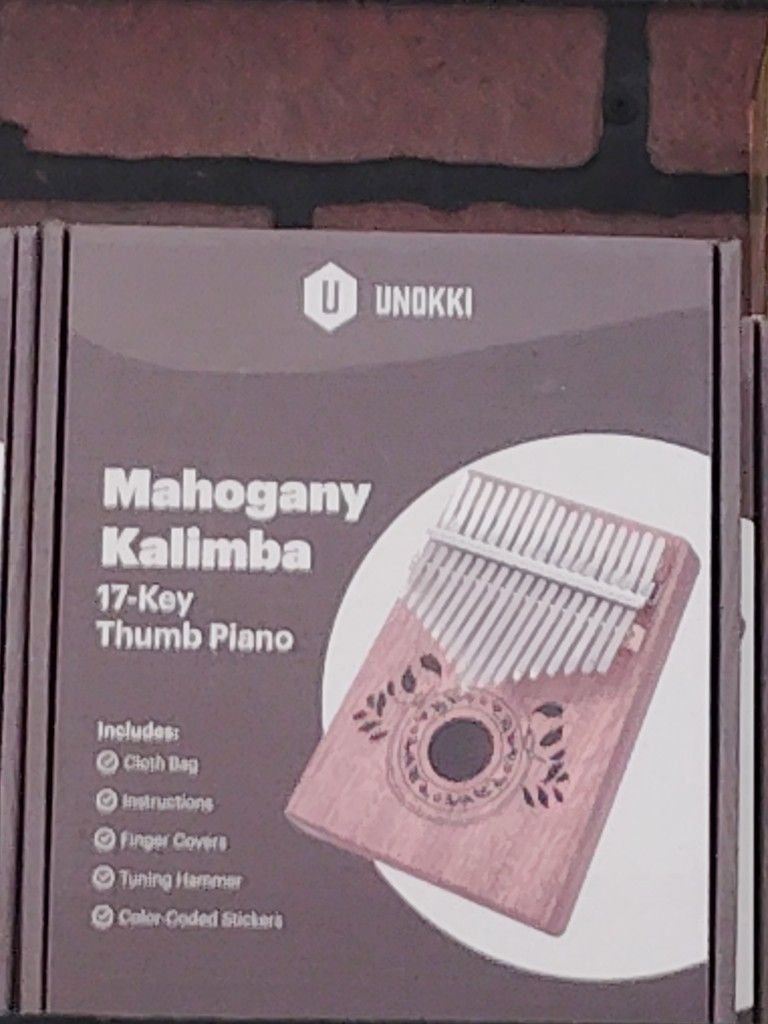 U UNOKKI
Mahogany
Kalimba
17-Key
Thumb Piano
Includes:
Cloth Bag
Instructions
Finger Covers
Tuning Hammer
Color-Coded Stickers